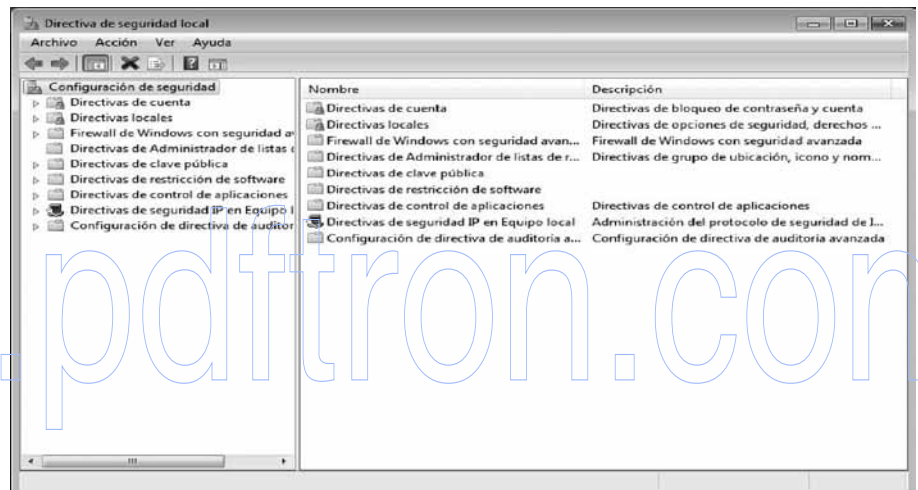 Directiva de seguridad local
Archivo Acción Ver Ayuda
Configuración de seguridad
Directivas de cuenta
Directivas locales
Firewall de Windows con seguridad a
Directivas de Administrador de listas
Directivas de clave pública
Directivas de restricción de software
Directivas de control de aplicaciones
Directivas de seguridad IP en Equipo l
Configuración de directiva de auditor
Nombre Descripción
Directivas de cuenta Directivas de bloqueo de contraseña y cuenta
Directivas locales Directivas de opciones de seguridad, derechos ...
Firewall de Windows con seguridad avan... Firewall de Windows con seguridad avanzada
Directivas de Administrador de listas de r... Directivas de grupo de ubicación, icono y nom...
Directivas de clave pública
Directivas de restricción de software
Directivas de control de aplicaciones Directivas de control de aplicaciones
Directivas de seguridad IP en Equipo local Administración del protocolo de seguridad de I...
Configuración de directiva de auditoría a... Configuración de directiva de auditoría avanzada
.pdftron.com